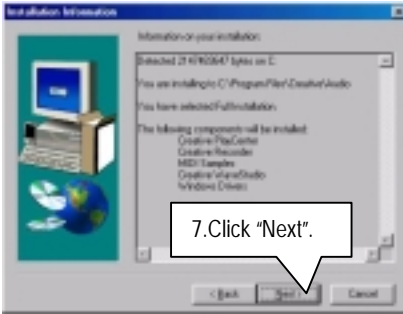 Installation Information
Information on your installation:
Detected 2147483647 bytes on C:
You are installing to C:\Program Files\Creative\Audio
You have selected Full Installation.
The following components will be installed:
Creative PlayCenter
Creative Recorder
MIDI Samples
Creative WaveStudio
Windows Drivers
7.Click “Next”.
< Back
Next >
Cancel